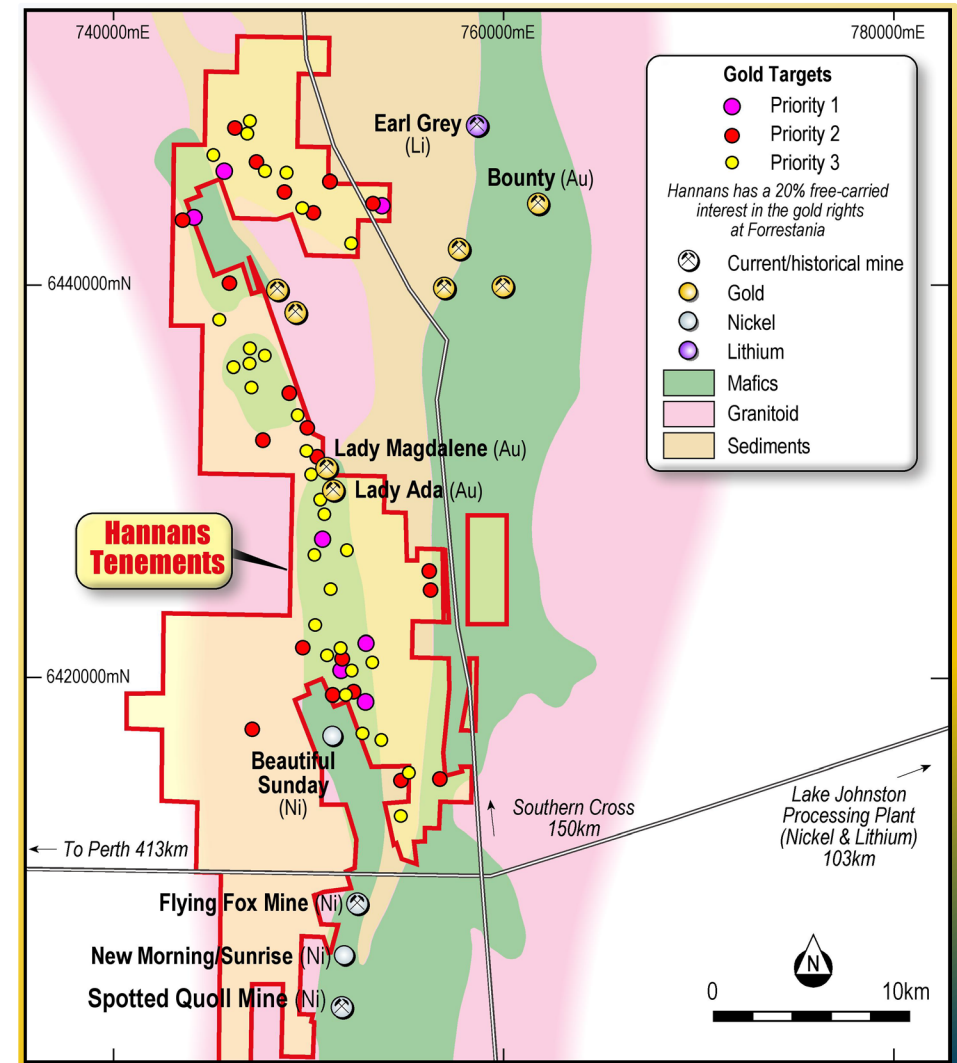 740000mE
760000mE
780000mE
Gold Targets
Priority 1
Priority 2
Priority 3
Hannans has a 20% free-carried
interest in the gold rights
at Forrestania
Current/historical mine
Gold
Nickel
Lithium
Mafics
Granitoid
Sediments
Earl Grey
(Li)
Bounty (Au)
6440000mN
Lady Magdalene (Au)
Lady Ada (Au)
Hannans
Tenements
6420000mN
Beautiful
Sunday
(Ni)
Southern Cross
150km
Lake Johnston
Processing Plant
(Nickel & Lithium)
103km
To Perth 413km
Flying Fox Mine (Ni)
New Morning/Sunrise (Ni)
Spotted Quoll Mine (Ni)
N
0 10km